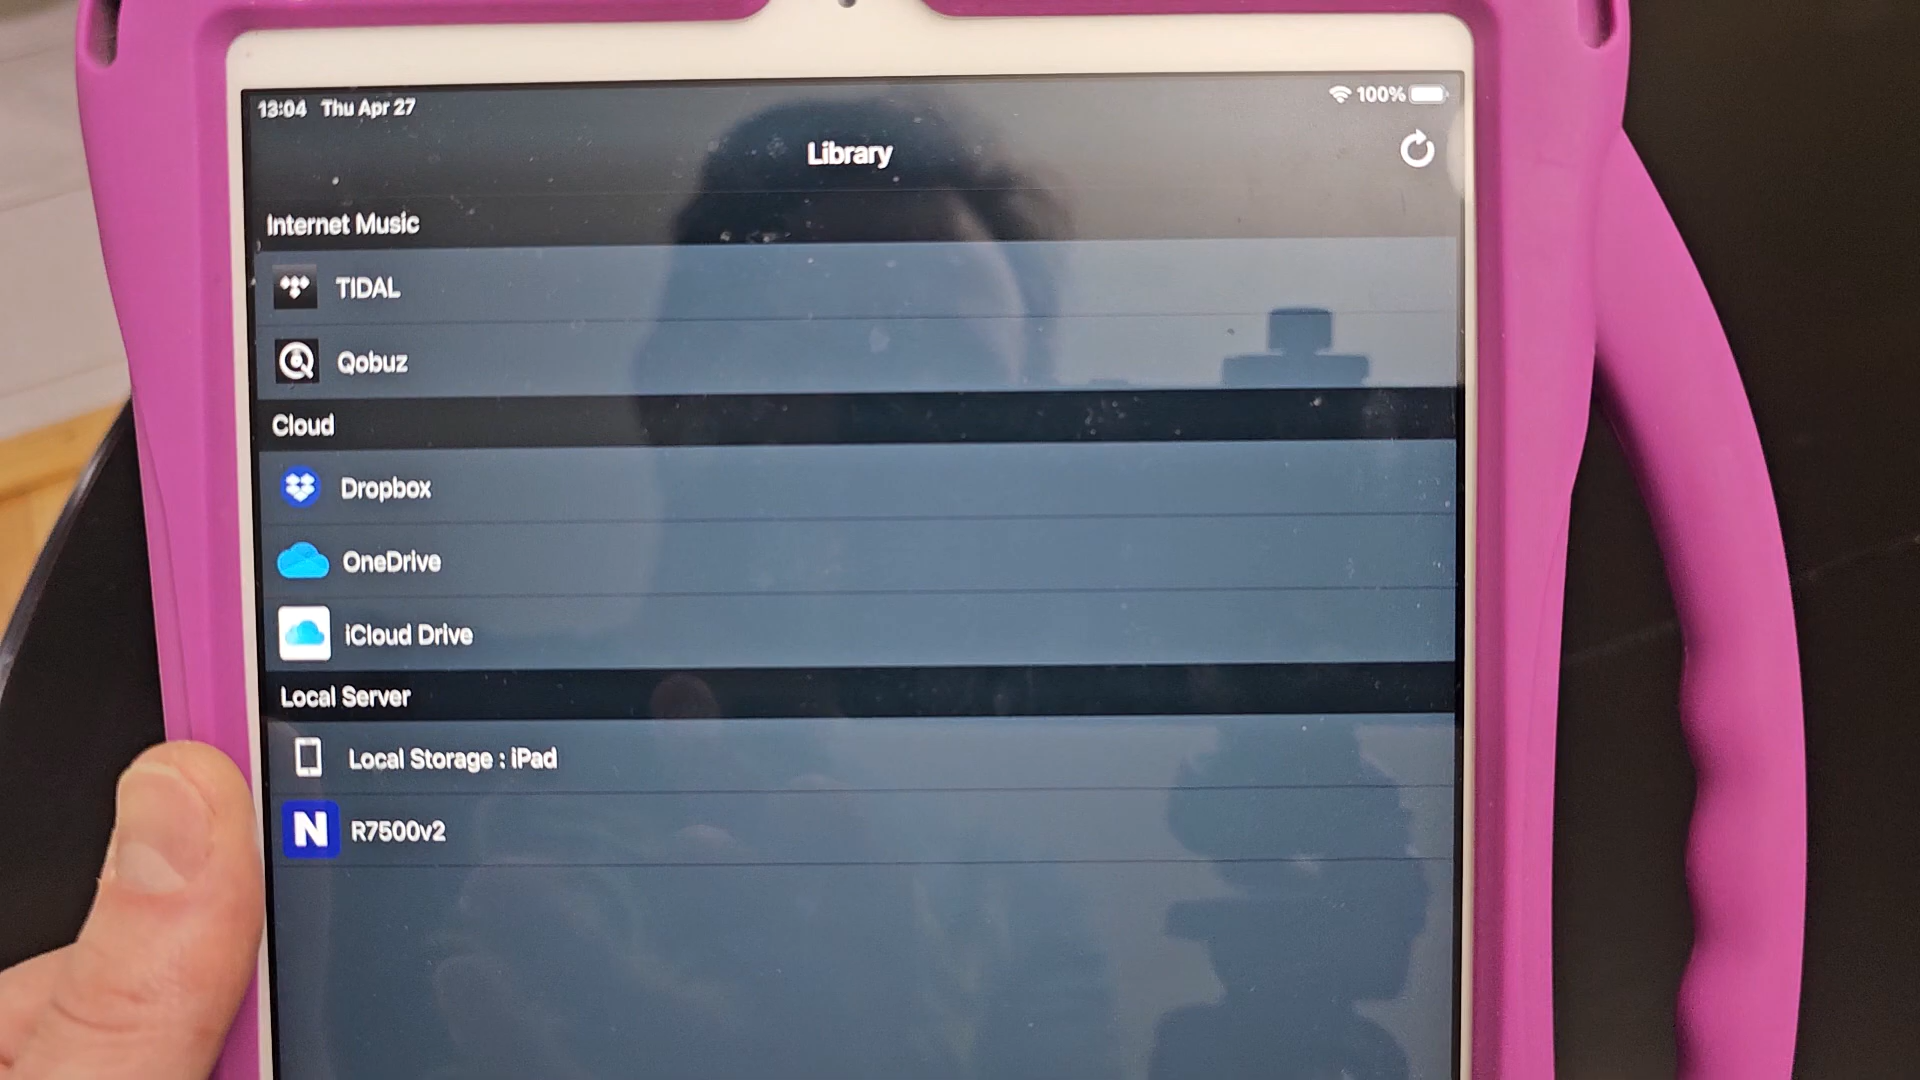 13:04 Thu Apr 27 100%
Library
Internet Music
TIDAL
Qobuz
Cloud
Dropbox
OneDrive
iCloud Drive
Local Server
Local Storage : iPad
N R7500v2